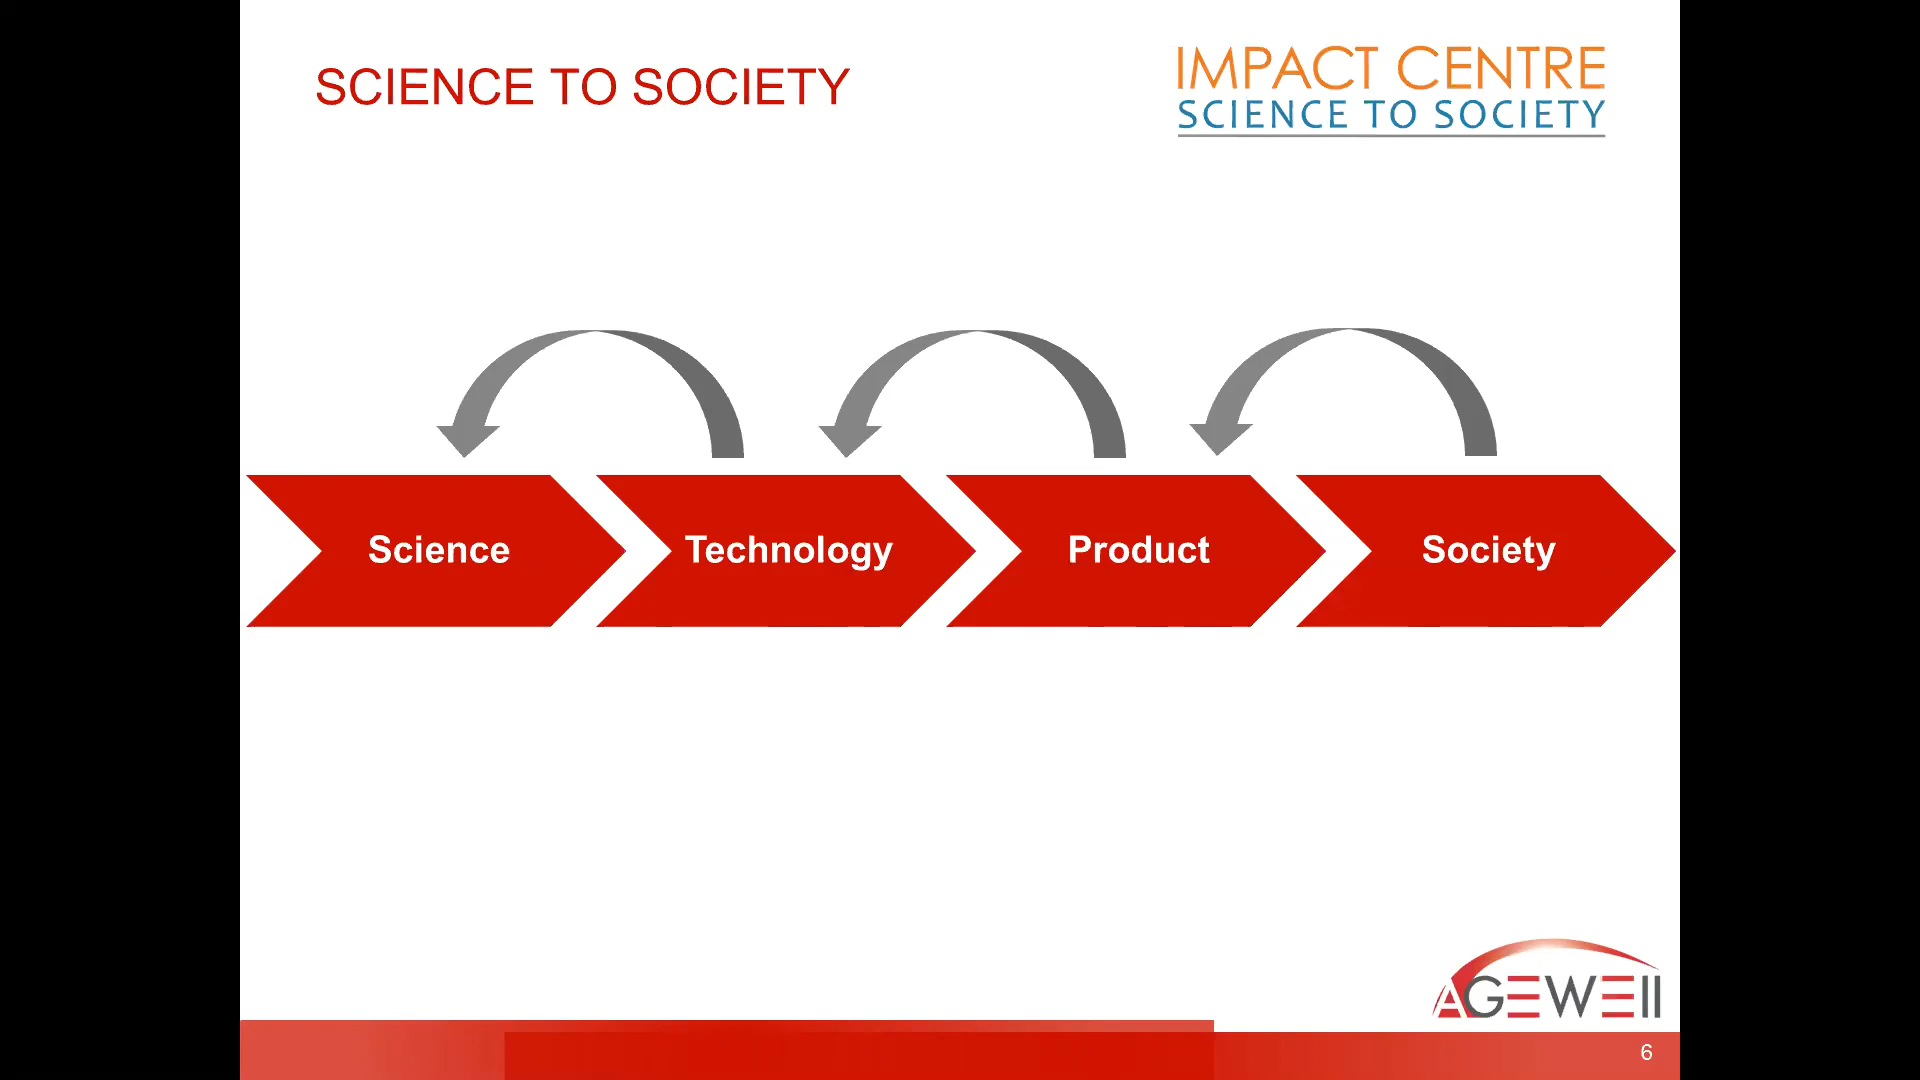 SCIENCE TO SOCIETY
IMPACT CENTRE
SCIENCE TO SOCIETY
Science
Technology
Product
Society
AGEWEll
6